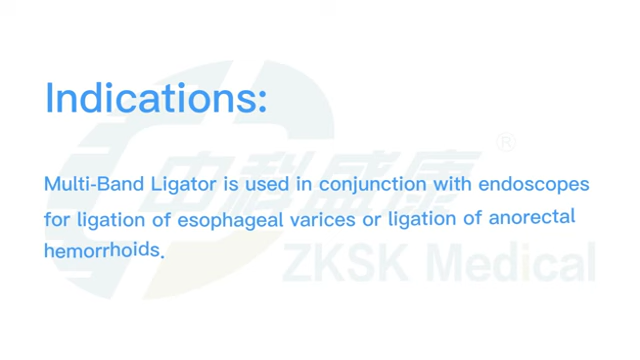 Indications:
中科盛康
®
Multi-Band Ligator is used in conjunction with endoscopes
for ligation of esophageal varices or ligation of anorectal
hemorrhoids.
ZKSK Medical